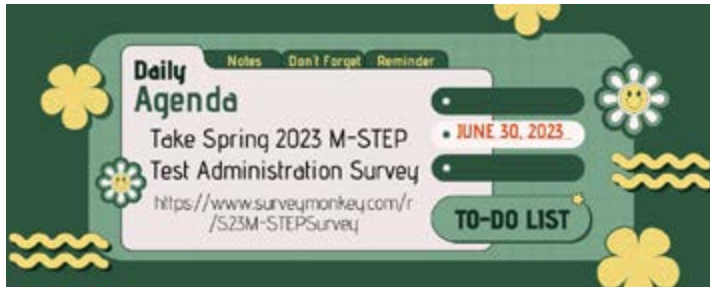 Daily
Agenda
Notes
Don't Forget
Reminder
Take Spring 2023 M-STEP
Test Administration Survey
https://www.surveymonkey.com/r
/S23M-STEPSurvey
JUNE 30, 2023
TO-DO LIST